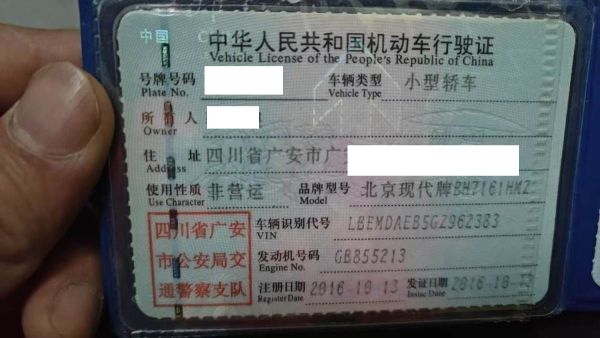 中国
中华人民共和国机动车行驶证
Vehicle License of the People's Republic of China
号牌号码 车辆类型 小型轿车
Plate No. Vehicle Type
所有人
Owner
住 址 四川省广安市广
Address
使用性质 非营运 品牌型号 北京现代牌BH7161HMZ
Use Character Model
四川省广安
市公安局交
通警察支队
车辆识别代号 LBEMDAEB5GZ962383
VIN
发动机号码 GB855213
Engine No.
注册日期 2016-10-13 发证日期 2016-10-13
Register Date Issue Date